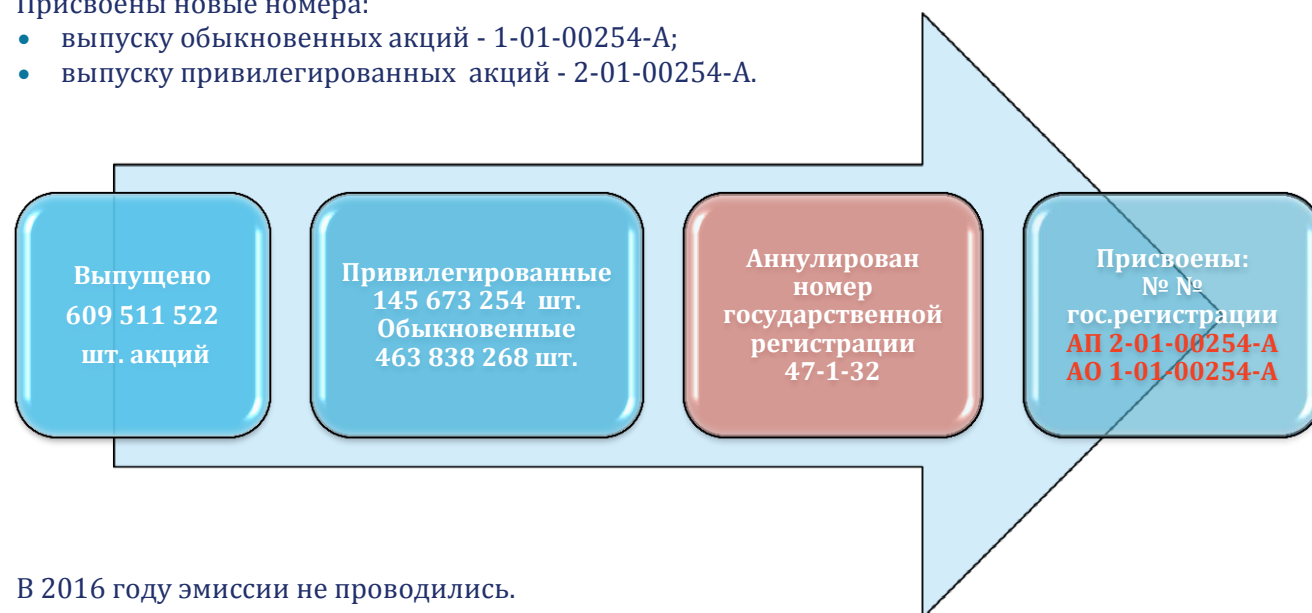 Присвоены новые номера:
• выпуску обыкновенных акций - 1-01-00254-А;
• выпуску привилегированных акций - 2-01-00254-А.
Выпущено
609 511 522
шт. акций
Привилегированные
145 673 254 шт.
Обыкновенные
463 838 268 шт.
Аннулирован
номер
государственной
регистрации
47-1-32
Присвоены:
№ №
гос.регистрации
АП 2-01-00254-А
АО 1-01-00254-А
В 2016 году эмиссии не проводились.